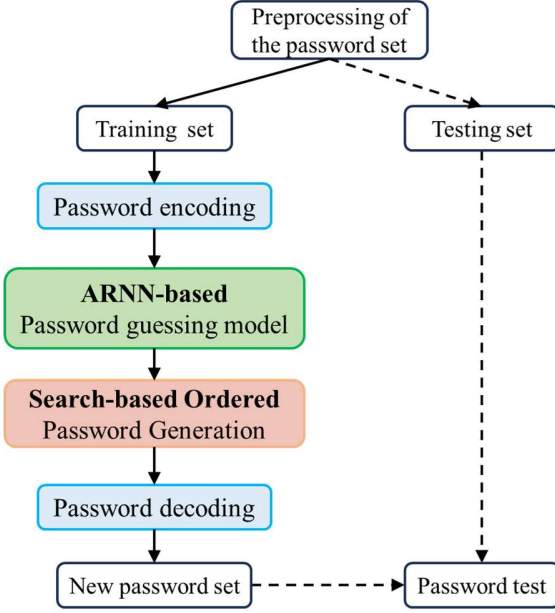 Preprocessing of
the password set
Training set
Testing set
Password encoding
ARNN-based
Password guessing model
Search-based Ordered
Password Generation
Password decoding
New password set
Password test